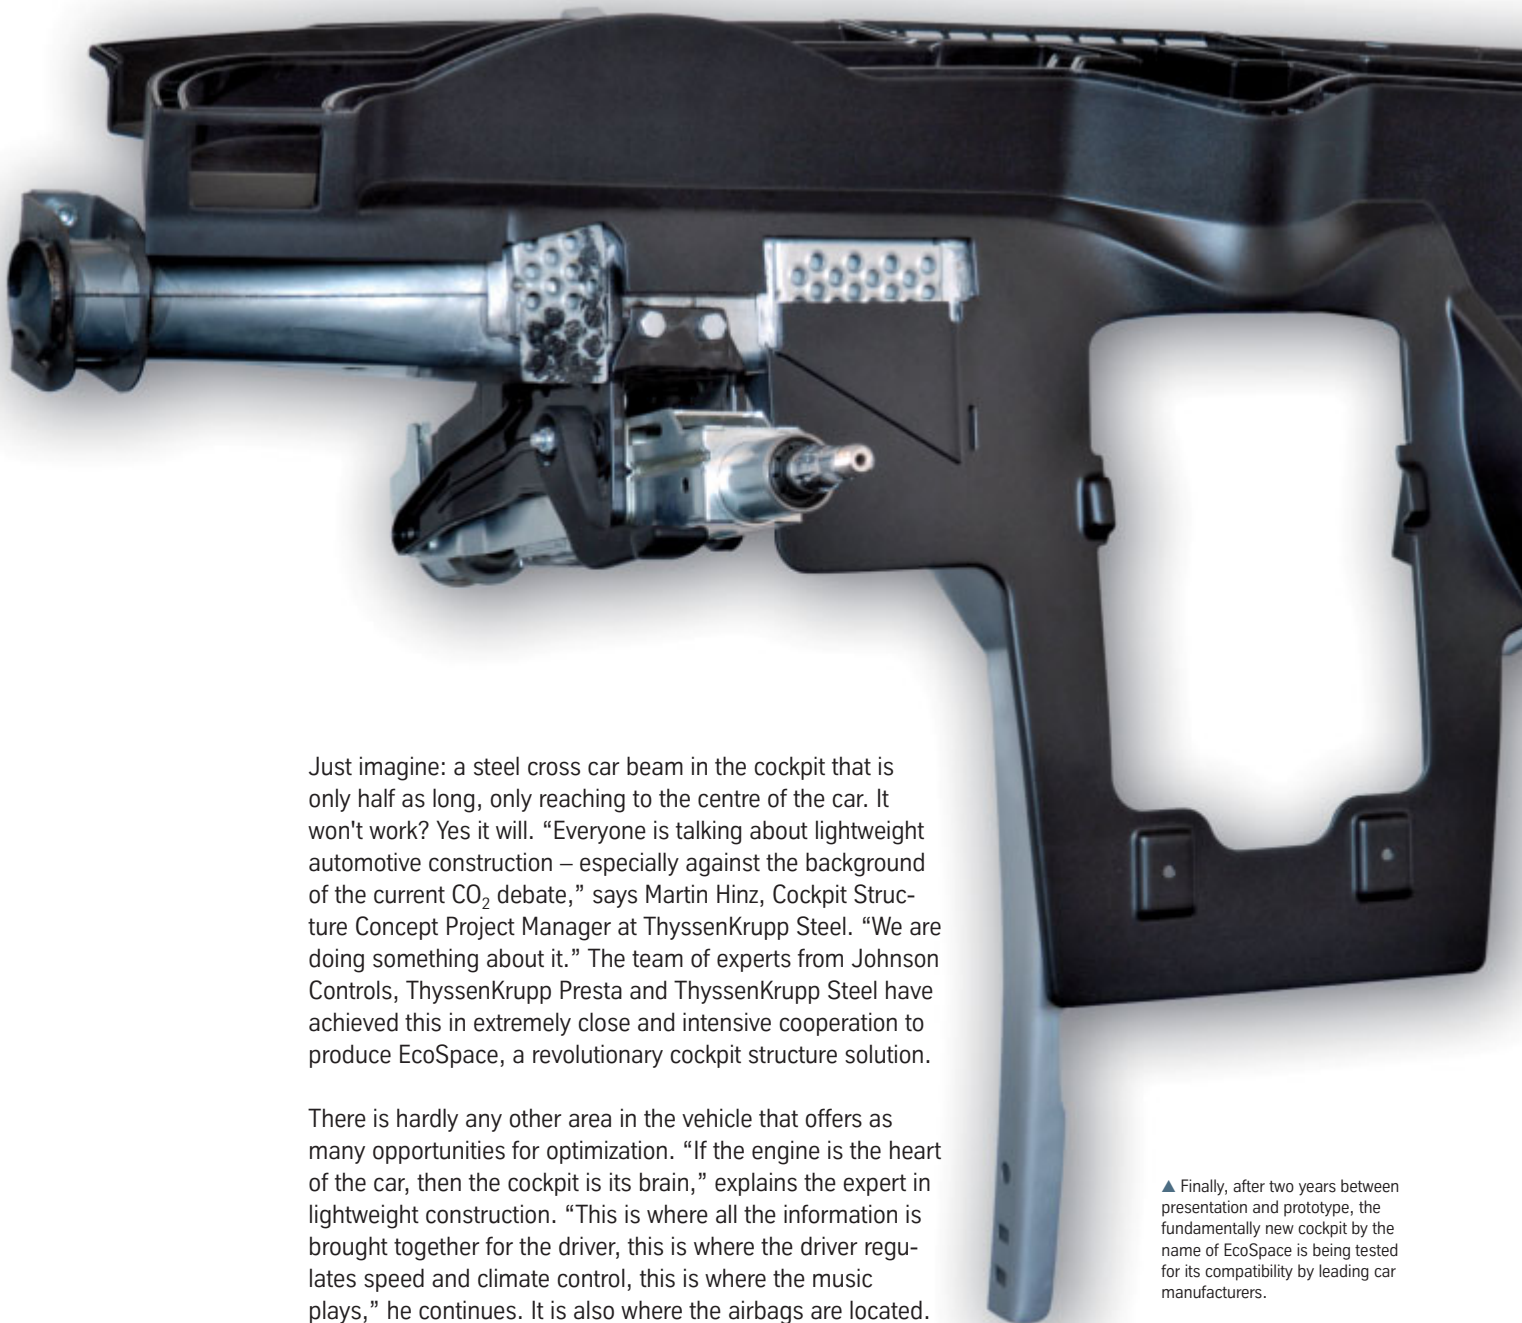 Just imagine: a steel cross car beam in the cockpit that is
only half as long, only reaching to the centre of the car. It
won't work? Yes it will. “Everyone is talking about lightweight
automotive construction – especially against the background
of the current CO₂ debate,” says Martin Hinz, Cockpit Struc-
ture Concept Project Manager at ThyssenKrupp Steel. “We are
doing something about it.” The team of experts from Johnson
Controls, ThyssenKrupp Presta and ThyssenKrupp Steel have
achieved this in extremely close and intensive cooperation to
produce EcoSpace, a revolutionary cockpit structure solution.
There is hardly any other area in the vehicle that offers as
many opportunities for optimization. “If the engine is the heart
of the car, then the cockpit is its brain,” explains the expert in
lightweight construction. “This is where all the information is
brought together for the driver, this is where the driver regu-
lates speed and climate control, this is where the music
plays,” he continues. It is also where the airbags are located.
▲ Finally, after two years between
presentation and prototype, the
fundamentally new cockpit by the
name of EcoSpace is being tested
for its compatibility by leading car
manufacturers.